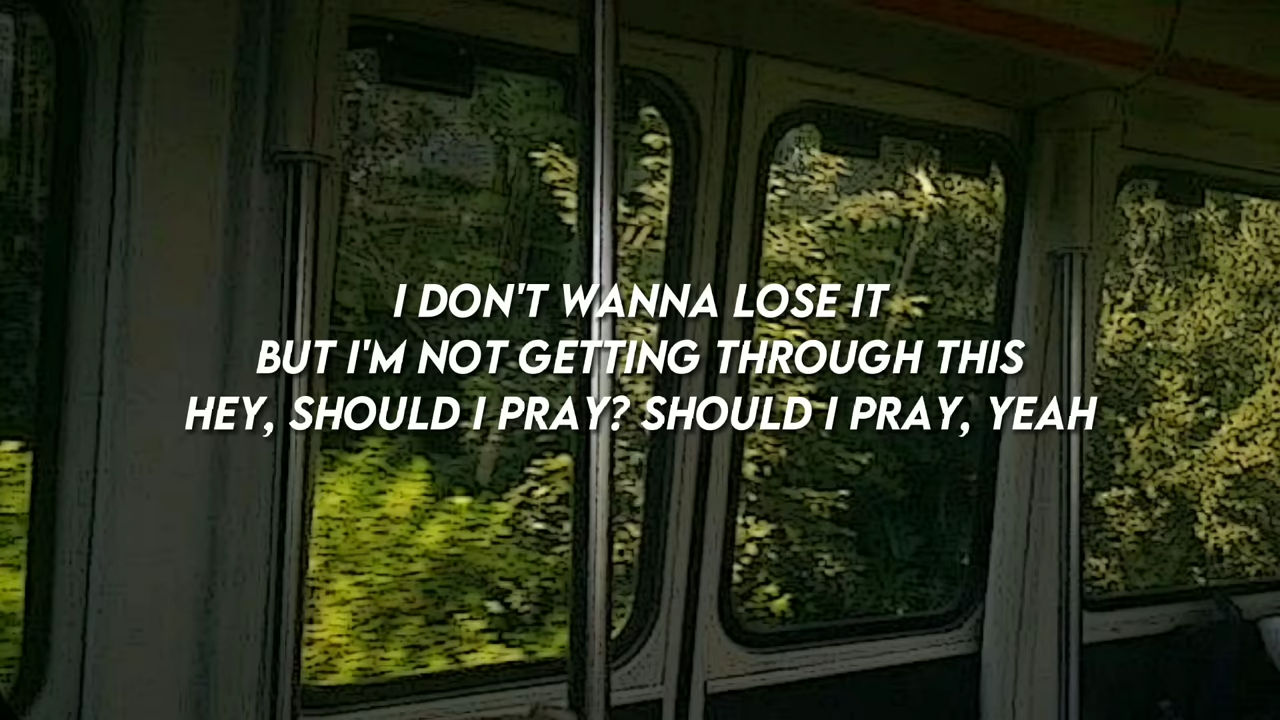 I DON'T WANNA LOSE IT
BUT I'M NOT GETTING THROUGH THIS
HEY, SHOULD I PRAY? SHOULD I PRAY, YEAH